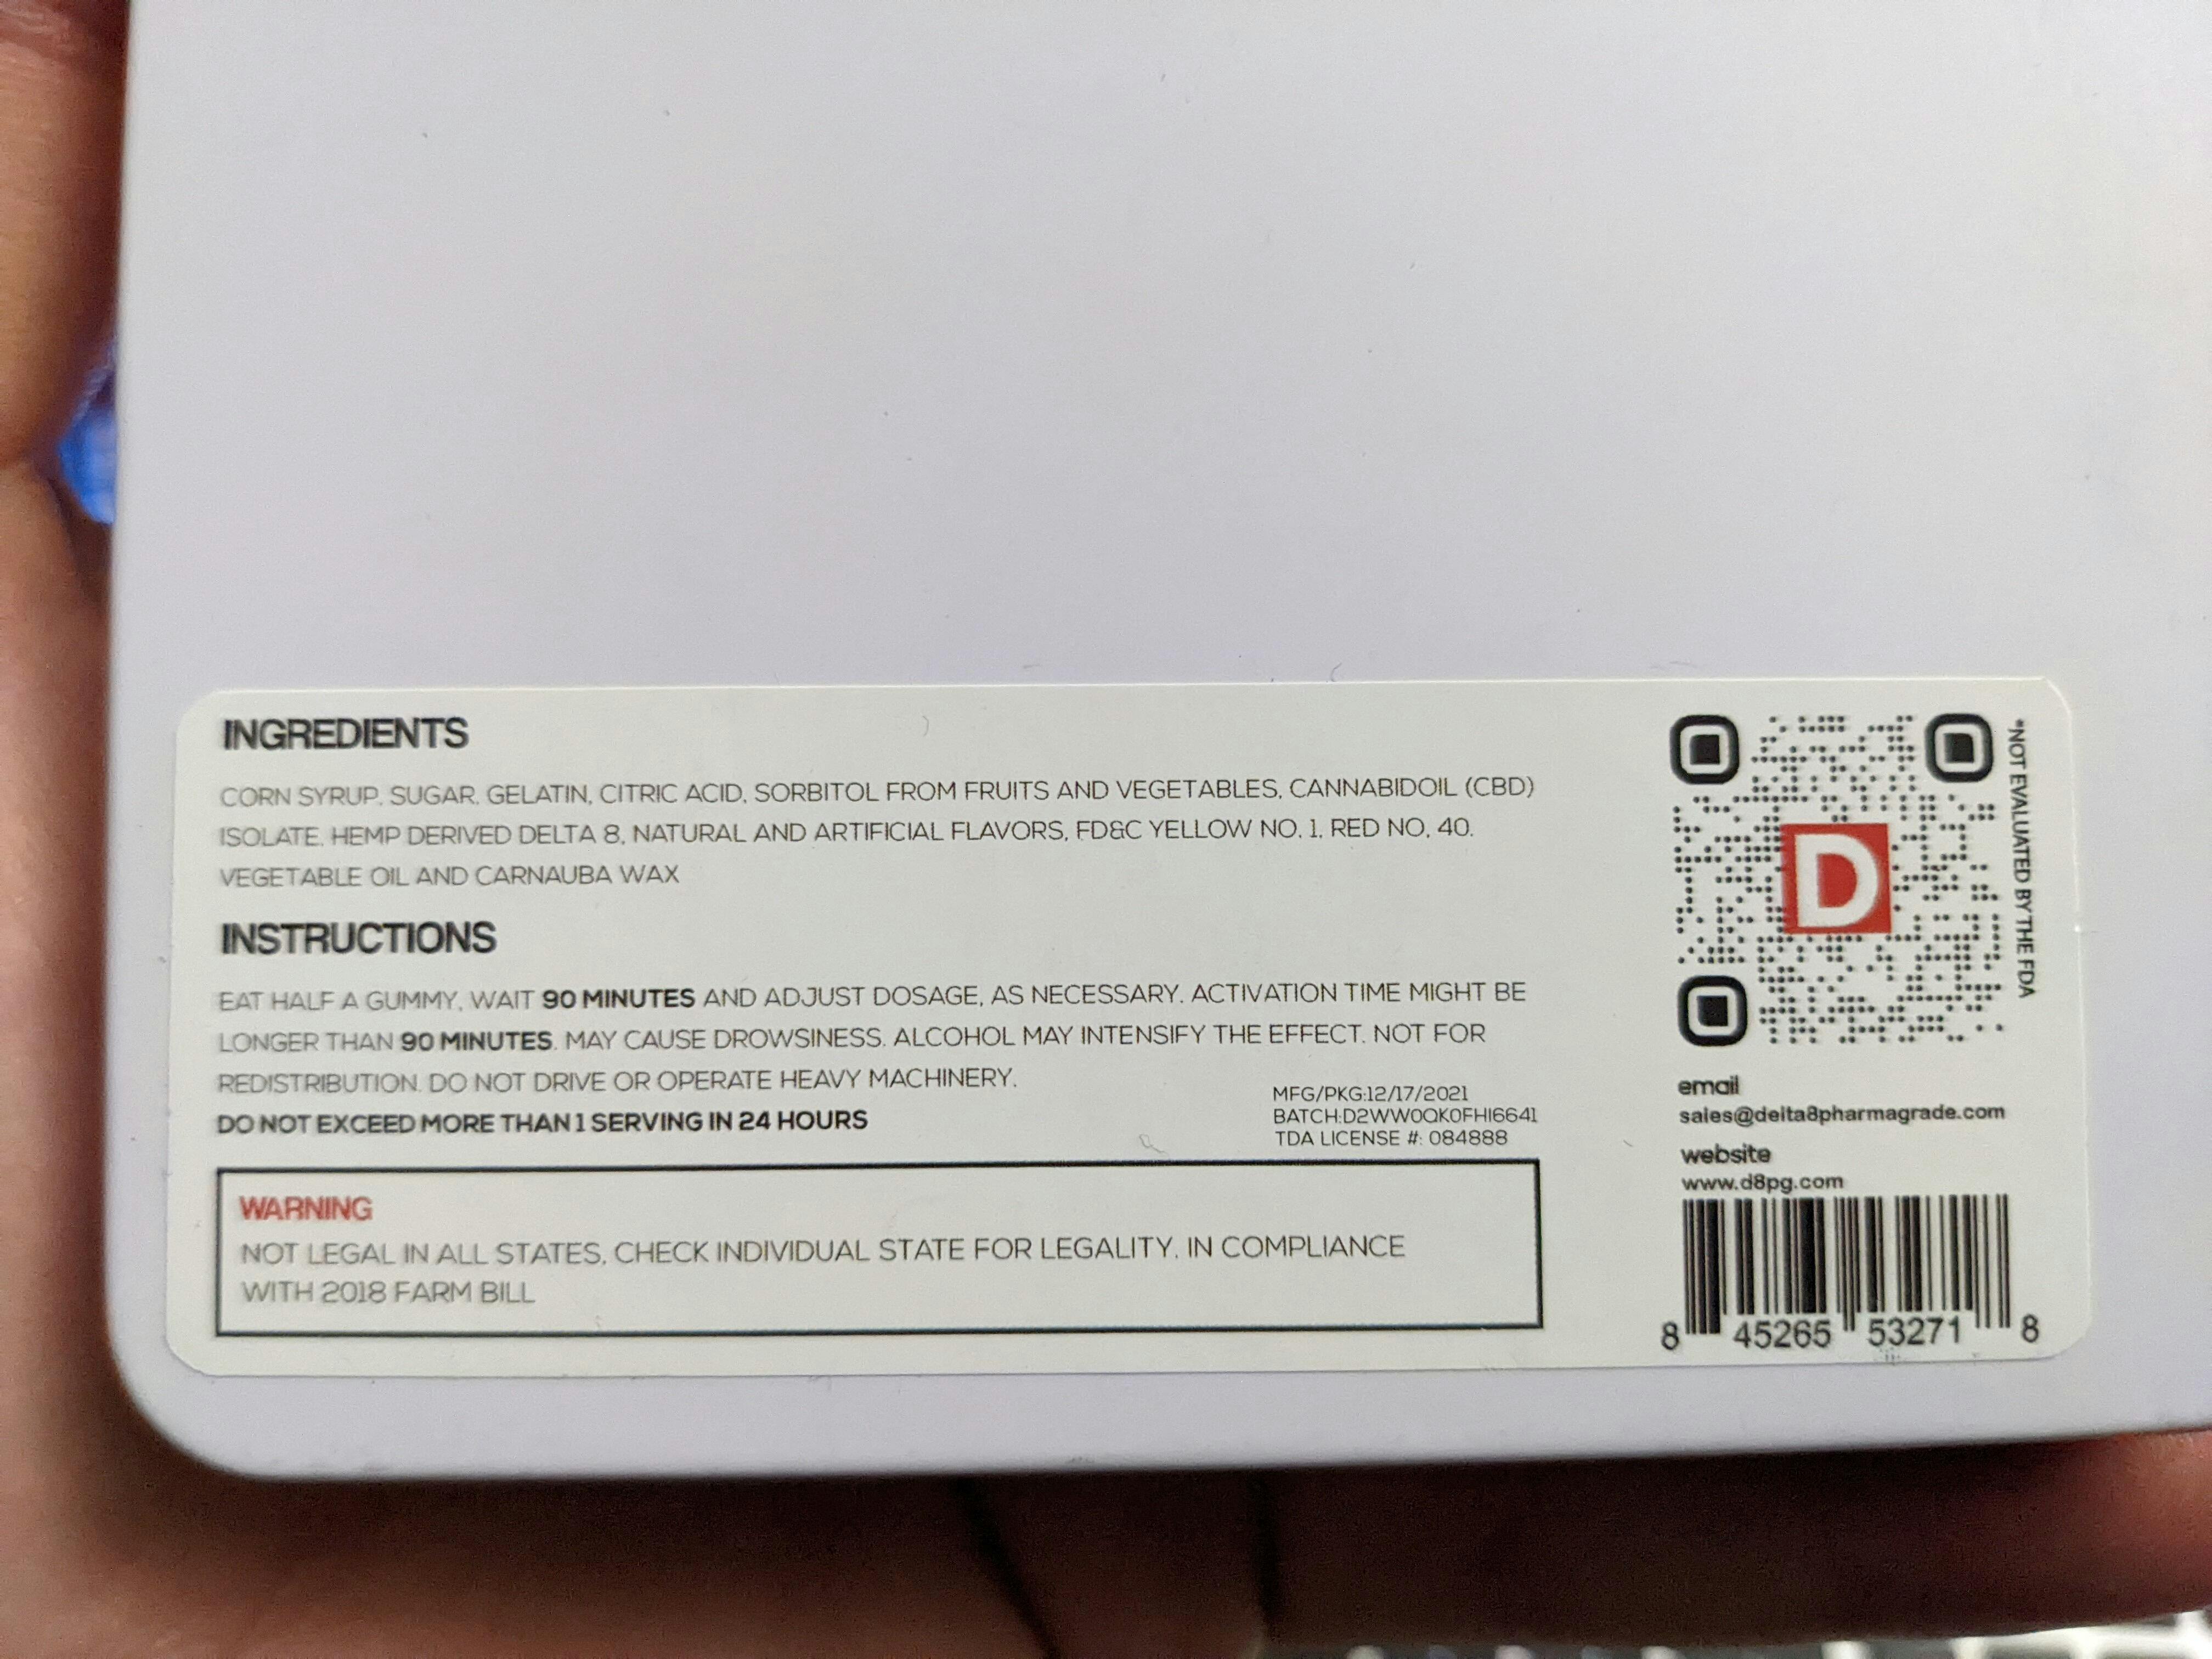 INGREDIENTS
CORN SYRUP, SUGAR, GELATIN, CITRIC ACID, SORBITOL FROM FRUITS AND VEGETABLES, CANNABIDOIL (CBD)
ISOLATE, HEMP DERIVED DELTA 8, NATURAL AND ARTIFICIAL FLAVORS, FD&C YELLOW NO. 1, RED NO, 40,
VEGETABLE OIL AND CARNAUBA WAX
INSTRUCTIONS
EAT HALF A GUMMY, WAIT 90 MINUTES AND ADJUST DOSAGE, AS NECESSARY. ACTIVATION TIME MIGHT BE
LONGER THAN 90 MINUTES. MAY CAUSE DROWSINESS. ALCOHOL MAY INTENSIFY THE EFFECT. NOT FOR
REDISTRIBUTION. DO NOT DRIVE OR OPERATE HEAVY MACHINERY.
DO NOT EXCEED MORE THAN 1 SERVING IN 24 HOURS
MFG/PKG:12/17/2021
BATCH:D2WW0QK0FHI6641
TDA LICENSE #: 084888
WARNING
NOT LEGAL IN ALL STATES, CHECK INDIVIDUAL STATE FOR LEGALITY. IN COMPLIANCE
WITH 2018 FARM BILL
D
*NOT EVALUATED BY THE FDA
email
sales@delta8pharmagrade.com
website
www.d8pg.com
8 45265 53271 8